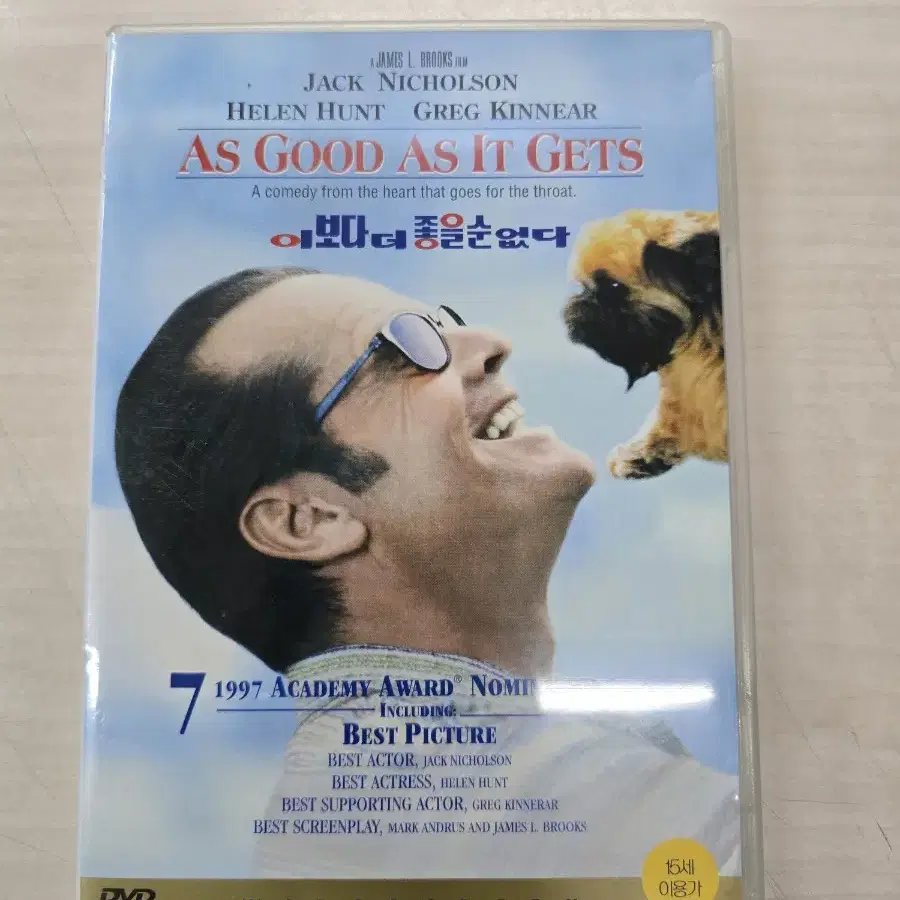 A JAMES L. BROOKS FILM
JACK NICHOLSON
HELEN HUNT GREG KINNEAR
AS GOOD AS IT GETS
A comedy from the heart that goes for the throat.
이보다 더 좋을순 없다
7 1997 ACADEMY AWARD® NOMI
INCLUDING:
BEST PICTURE
BEST ACTOR, JACK NICHOLSON
BEST ACTRESS, HELEN HUNT
BEST SUPPORTING ACTOR, GREG KINNERAR
BEST SCREENPLAY, MARK ANDRUS AND JAMES L. BROOKS
15세
이용가
DVD